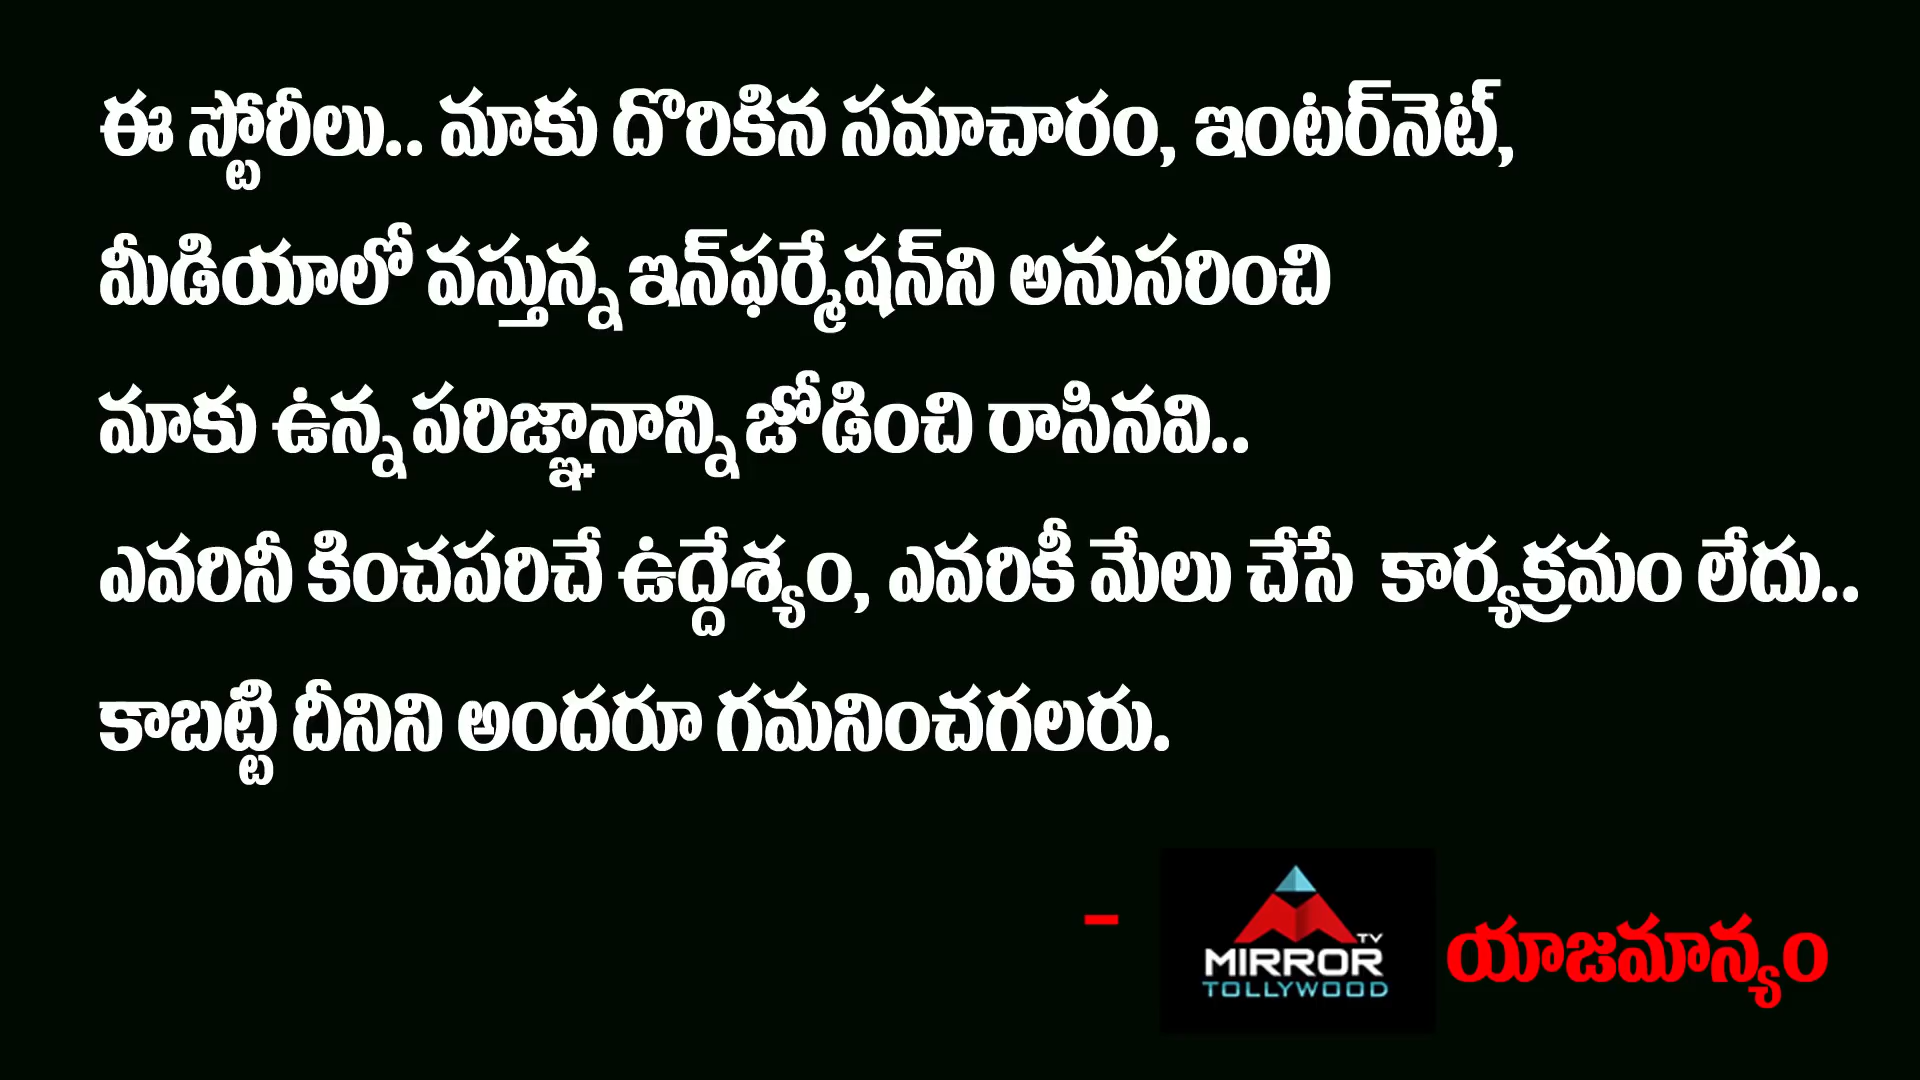 ఈ స్టోరీలు.. మాకు దొరికిన సమాచారం, ఇంటర్‌నెట్,
మీడియాలో వస్తున్న ఇన్‌ఫర్మేషన్‌ని అనుసరించి
మాకు ఉన్న పరిజ్ఞానాన్ని జోడించి రాసినవి..
ఎవరినీ కించపరిచే ఉద్దేశ్యం, ఎవరికీ మేలు చేసే కార్యక్రమం లేదు..
కాబట్టి దీనిని అందరూ గమనించగలరు.
- MIRROR TV TOLLYWOOD యాజమాన్యం